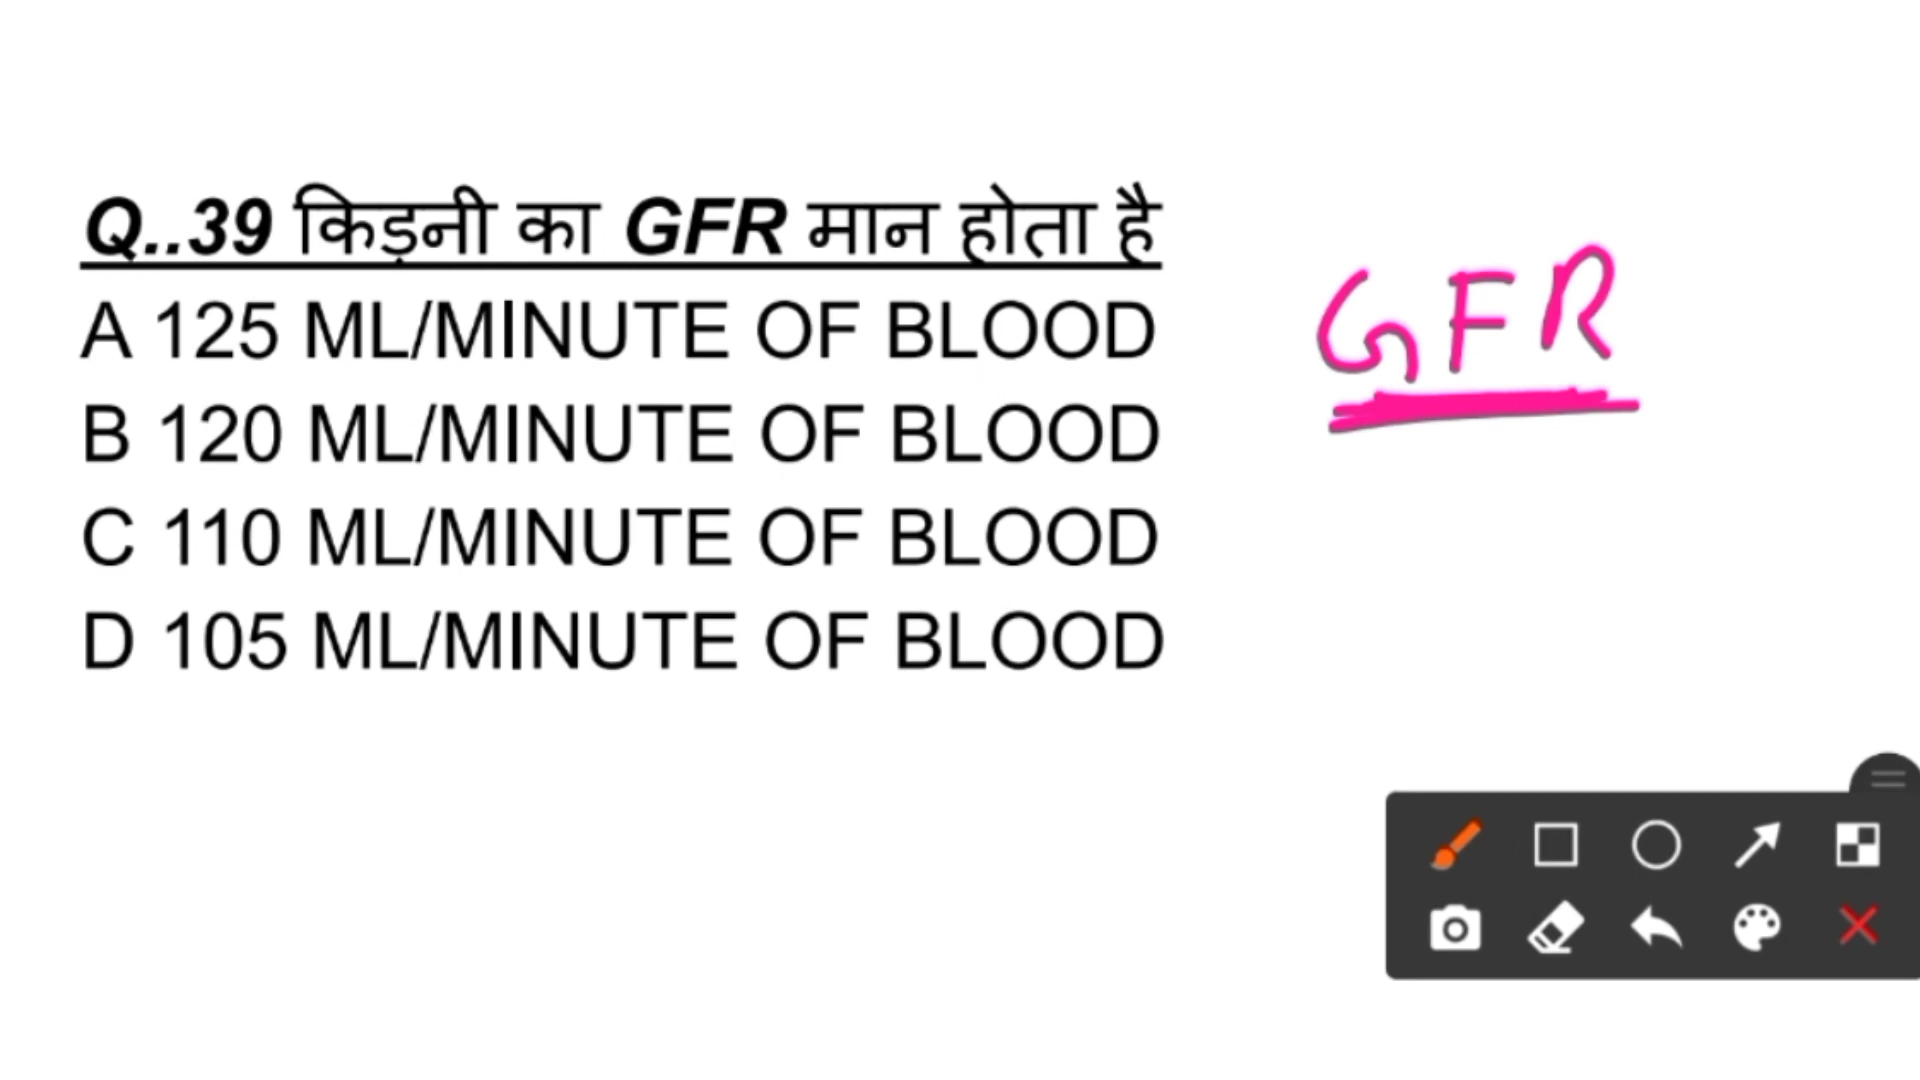 Q..39 किड़नी का GFR मान होता है
A 125 ML/MINUTE OF BLOOD
B 120 ML/MINUTE OF BLOOD
C 110 ML/MINUTE OF BLOOD
D 105 ML/MINUTE OF BLOOD
GFR